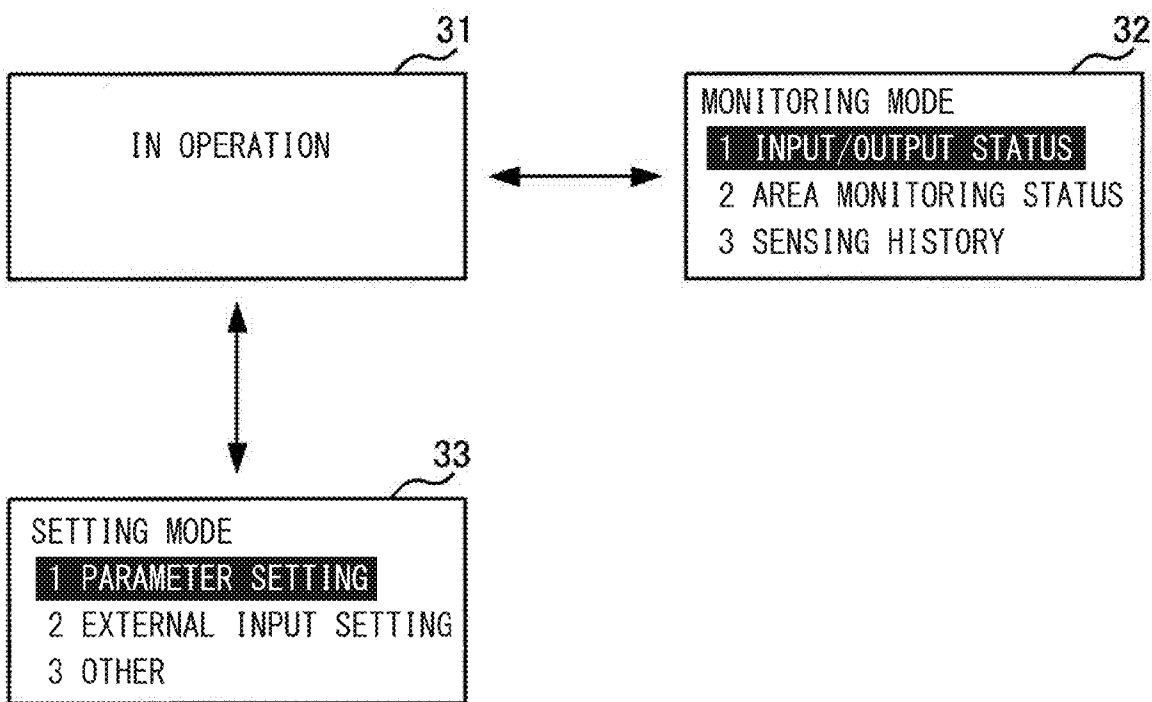 31
IN OPERATION
32
MONITORING MODE
1 INPUT/OUTPUT STATUS
2 AREA MONITORING STATUS
3 SENSING HISTORY
33
SETTING MODE
1 PARAMETER SETTING
2 EXTERNAL INPUT SETTING
3 OTHER